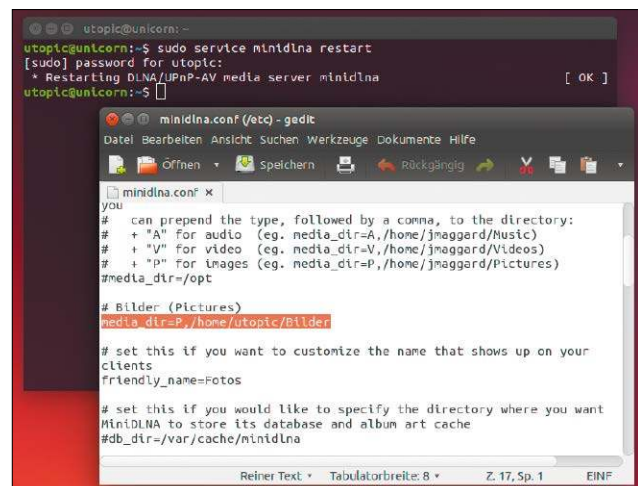 utopic@unicorn: ~
utopic@unicorn:~$ sudo service minidlna restart
[sudo] password for utopic:
 * Restarting DLNA/UPnP-AV media server minidlna [ OK ]
utopic@unicorn:~$
minidlna.conf (/etc) - gedit
Datei Bearbeiten Ansicht Suchen Werkzeuge Dokumente Hilfe
Öffnen Speichern Rückgängig
minidlna.conf ×
you
#   can prepend the type, followed by a comma, to the directory:
#   + "A" for audio  (eg. media_dir=A,/home/jmaggard/Music)
#   + "V" for video  (eg. media_dir=V,/home/jmaggard/Videos)
#   + "P" for images (eg. media_dir=P,/home/jmaggard/Pictures)
#media_dir=/opt
# Bilder (Pictures)
media_dir=P,/home/utopic/Bilder
# set this if you want to customize the name that shows up on your
clients
friendly_name=Fotos
# set this if you would like to specify the directory where you want
MiniDLNA to store its database and album art cache
#db_dir=/var/cache/minidlna
Reiner Text Tabulatorbreite: 8 Z. 17, Sp. 1 EINF